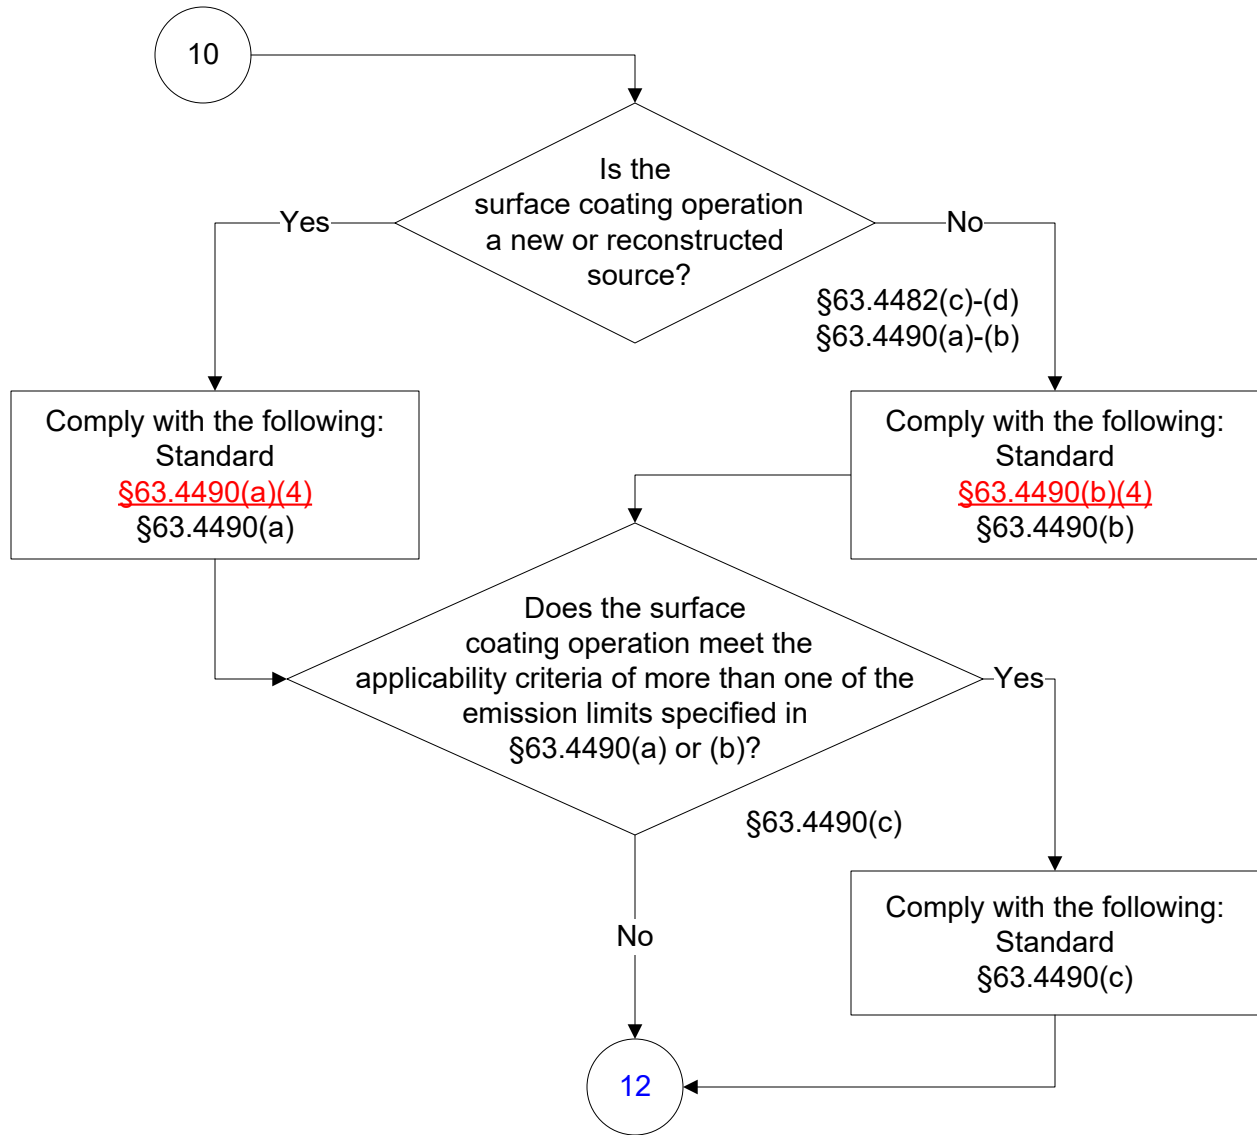 10
Is the
surface coating operation
a new or reconstructed
source?
Yes
No
§63.4482(c)-(d)
§63.4490(a)-(b)
Comply with the following:
Standard
§63.4490(a)(4)
§63.4490(a)
Comply with the following:
Standard
§63.4490(b)(4)
§63.4490(b)
Does the surface
coating operation meet the
applicability criteria of more than one of the
emission limits specified in
§63.4490(a) or (b)?
Yes
§63.4490(c)
No
Comply with the following:
Standard
§63.4490(c)
12